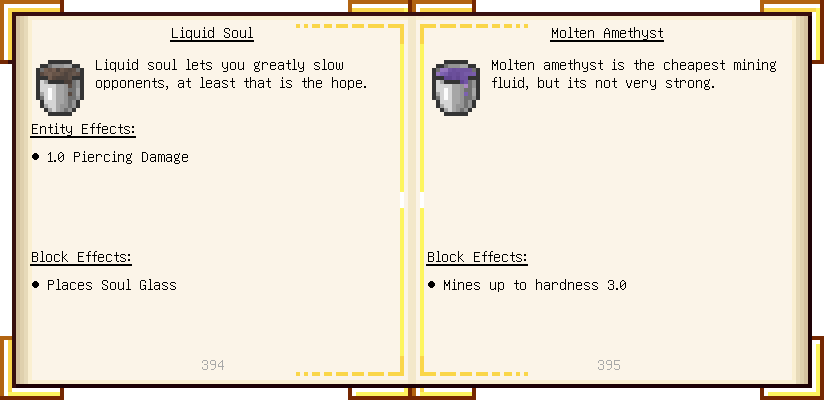 Liquid Soul
Liquid soul lets you greatly slow
opponents, at least that is the hope.
Entity Effects:
• 1.0 Piercing Damage
Block Effects:
• Places Soul Glass
394
Molten Amethyst
Molten amethyst is the cheapest mining
fluid, but its not very strong.
Block Effects:
• Mines up to hardness 3.0
395